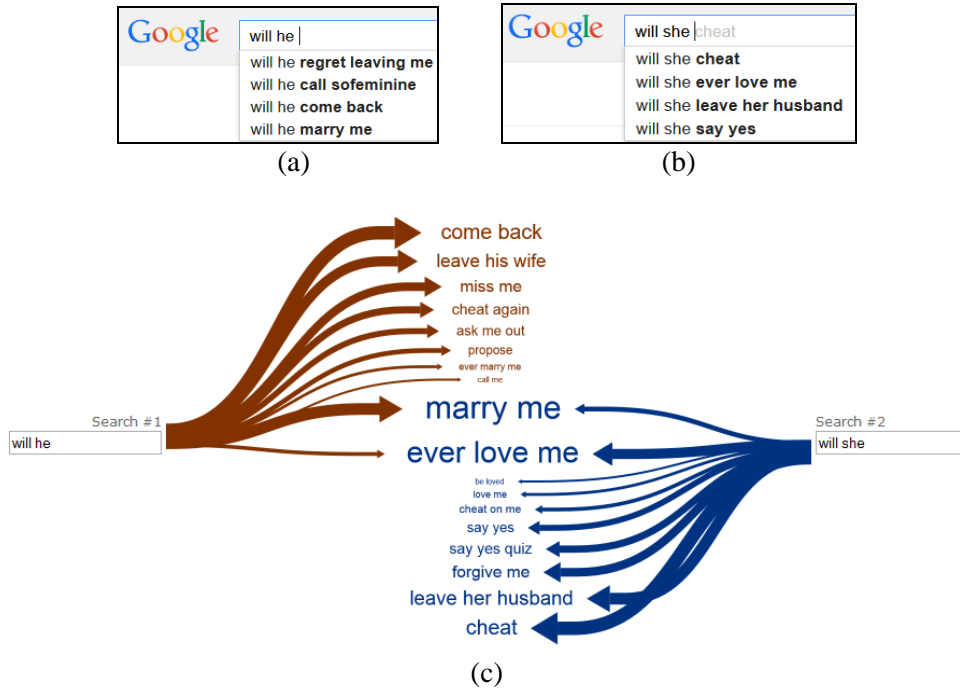 Google
will he
will he regret leaving me
will he call sofeminine
will he come back
will he marry me
(a)
Google
will she cheat
will she cheat
will she ever love me
will she leave her husband
will she say yes
(b)
come back
leave his wife
miss me
cheat again
ask me out
propose
ever marry me
call me
marry me
ever love me
Search #1
will he
Search #2
will she
be loved
love me
cheat on me
say yes
say yes quiz
forgive me
leave her husband
cheat
(c)